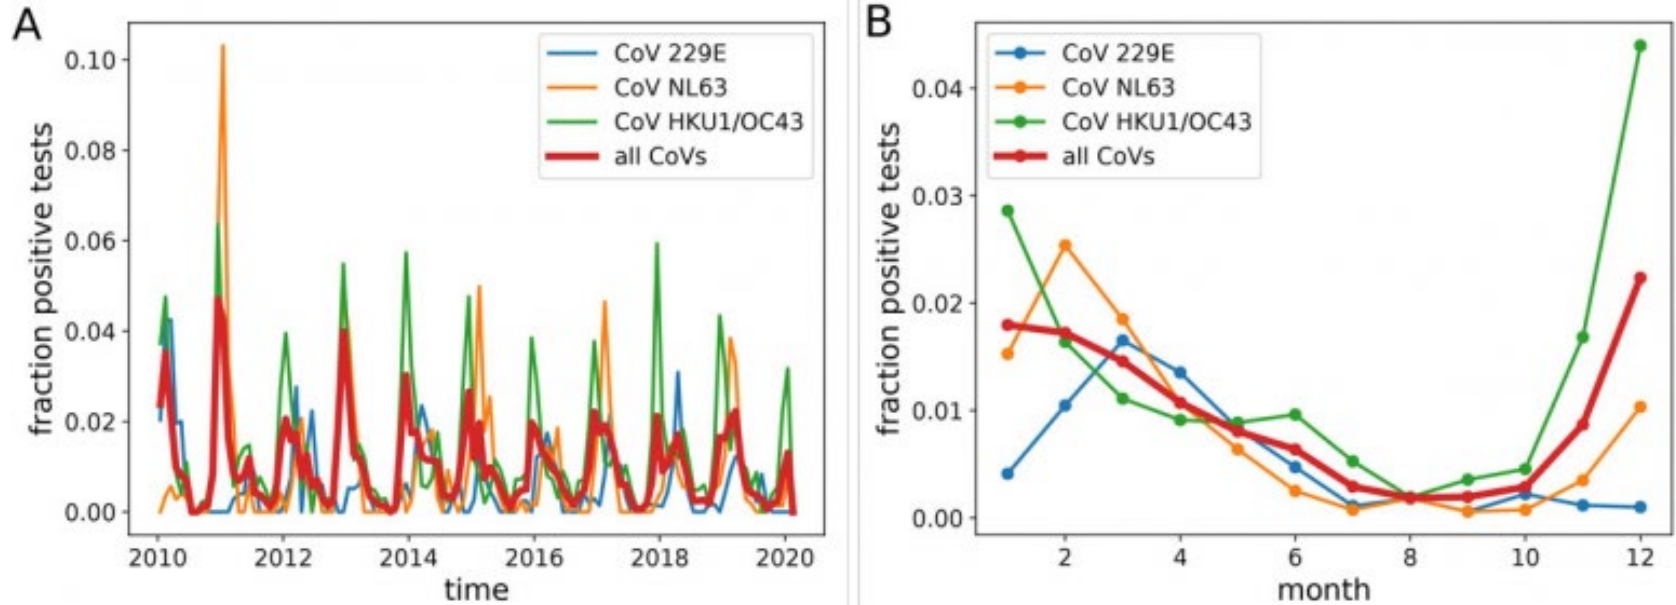 A
fraction positive tests
0.10
0.08
0.06
0.04
0.02
0.00
CoV 229E
CoV NL63
CoV HKU1/OC43
all CoVs
2010 2012 2014 2016 2018 2020
time
B
fraction positive tests
0.04
0.03
0.02
0.01
0.00
CoV 229E
CoV NL63
CoV HKU1/OC43
all CoVs
2 4 6 8 10 12
month